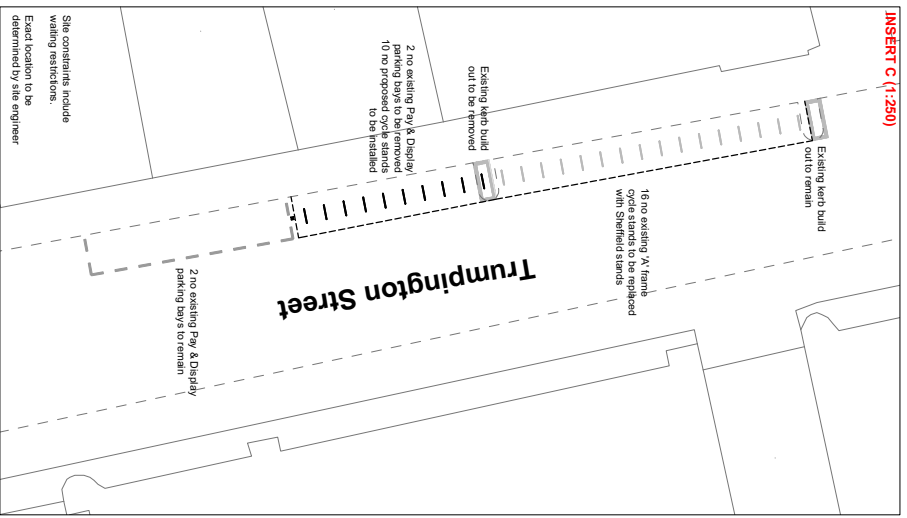 INSERT C (1:250)
Existing kerb build
out to remain
16 no existing 'A' frame
cycle stands to be replaced
with Sheffield stands
Existing kerb build
out to be removed
2 no existing Pay & Display
parking bays to be removed
10 no proposed cycle stands
to be installed
Trumpington Street
2 no existing Pay & Display
parking bays to remain
Site constraints include
waiting restrictions.
Exact location to be
determined by site engineer